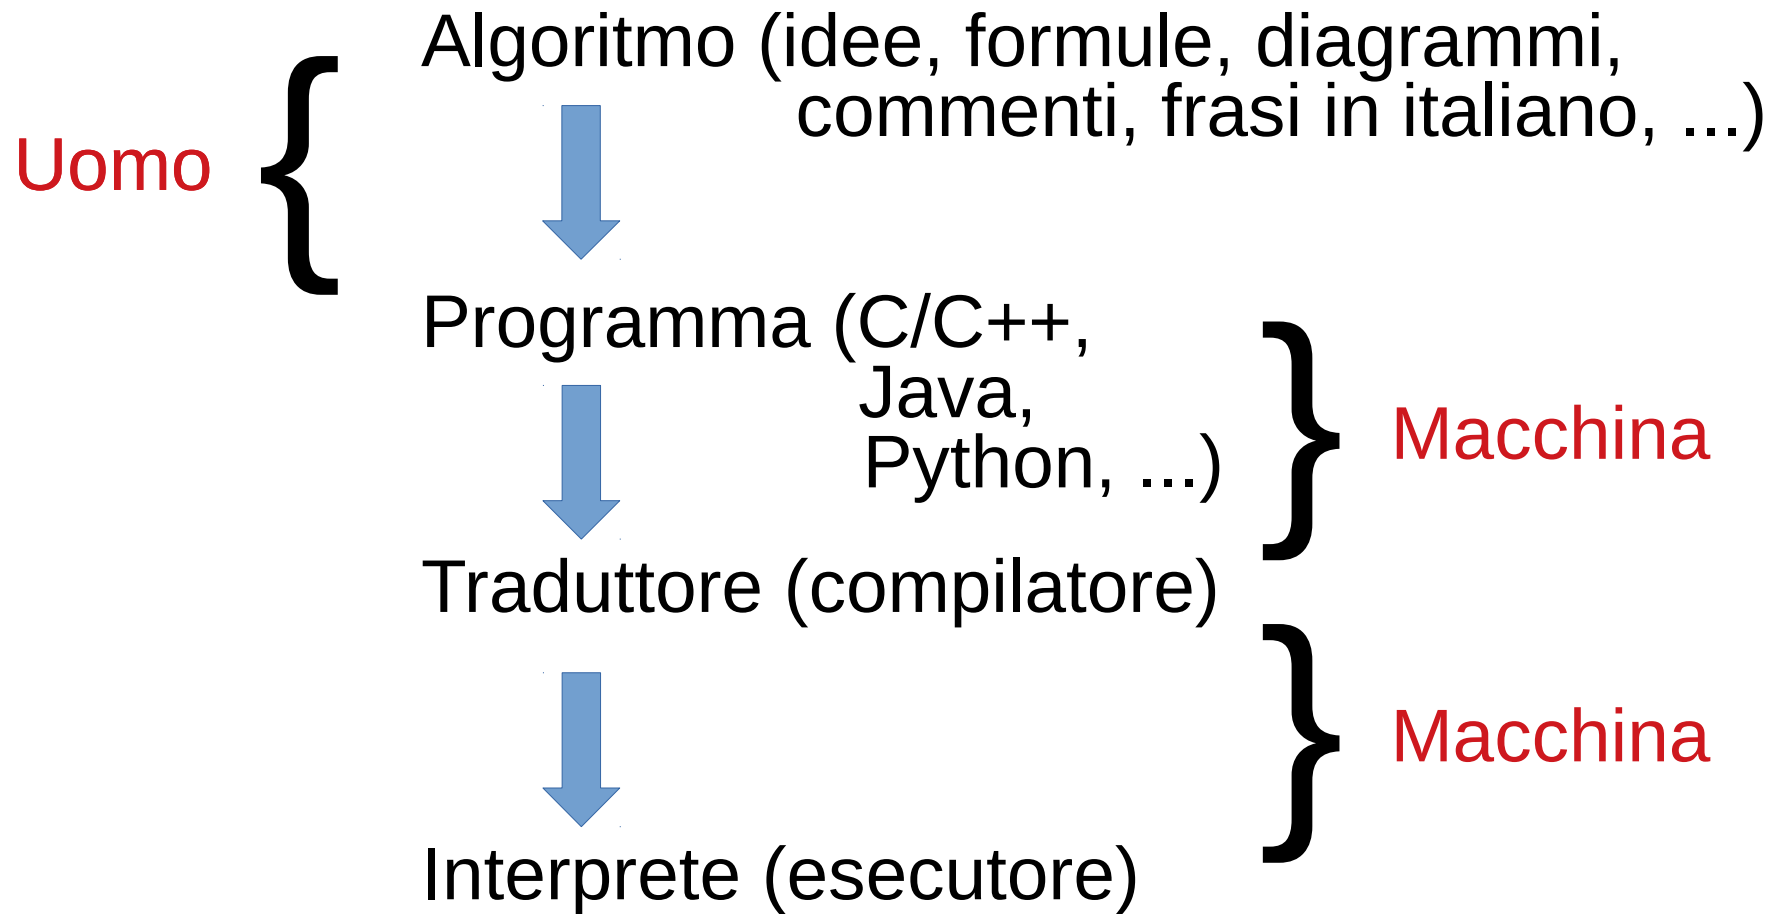 Algoritmo (idee, formule, diagrammi,
commenti, frasi in italiano, ...)
Uomo {
Programma (C/C++,
Java,
Python, ...)
} Macchina
Traduttore (compilatore)
} Macchina
Interprete (esecutore)